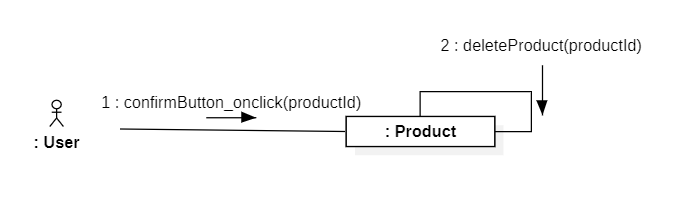 2 : deleteProduct(productId)
1 : confirmButton_onclick(productId)
: User
: Product